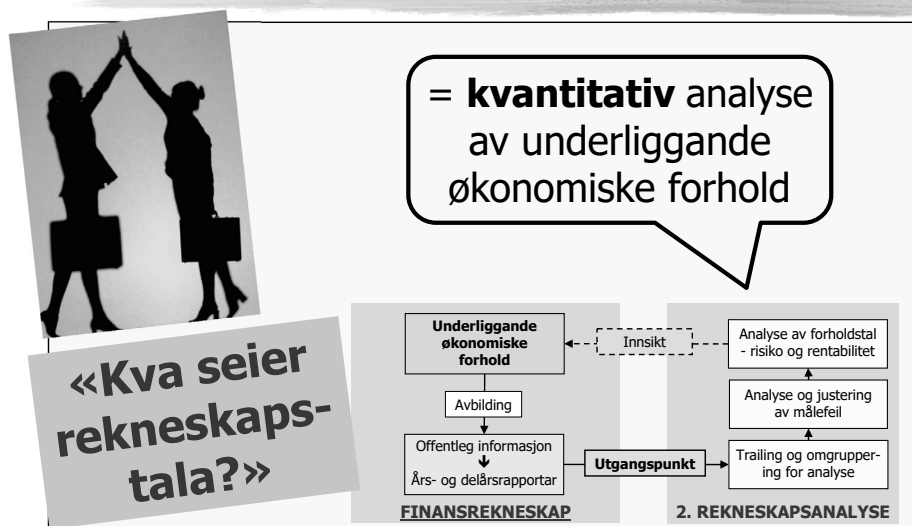 = kvantitativ analyse
av underliggande
økonomiske forhold
«Kva seier
rekneskaps-
tala?»
Underliggande
økonomiske
forhold
Avbilding
Offentleg informasjon
↓
Års- og delårsrapportar
FINANSREKNESKAP
Innsikt
Utgangspunkt
Analyse av forholdstal
- risiko og rentabilitet
Analyse og justering
av målefeil
Trailing og omgrupper-
ing for analyse
2. REKNESKAPSANALYSE